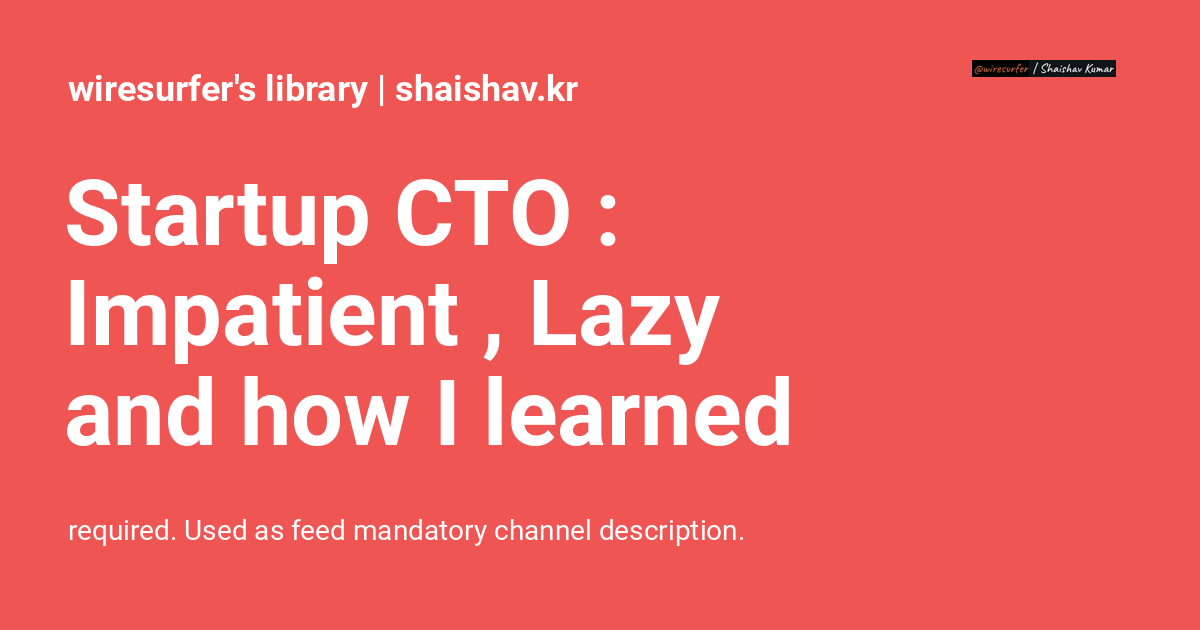 wiresurfer's library | shaishav.kr
@wiresurfer / Shaishav Kumar
Startup CTO :
Impatient , Lazy
and how I learned
required. Used as feed mandatory channel description.